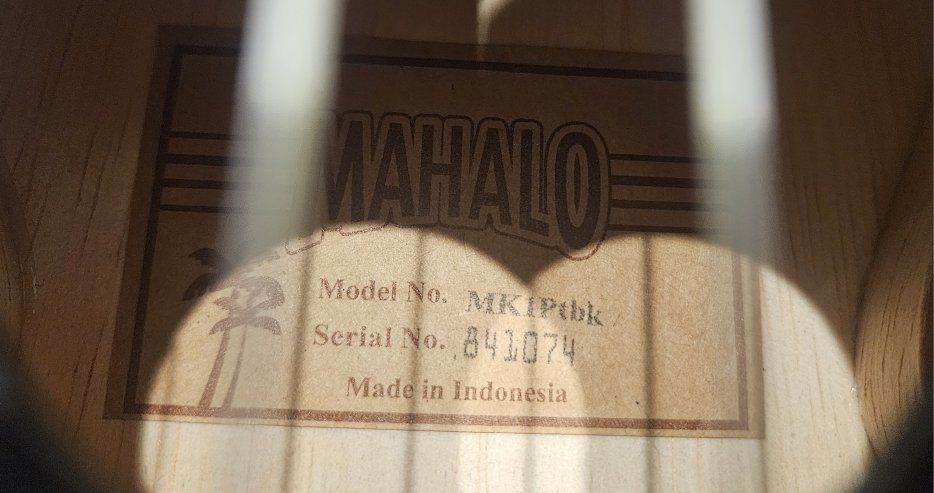 MAHALO
Model No. MK1Ptbk
Serial No. 841074
Made in Indonesia